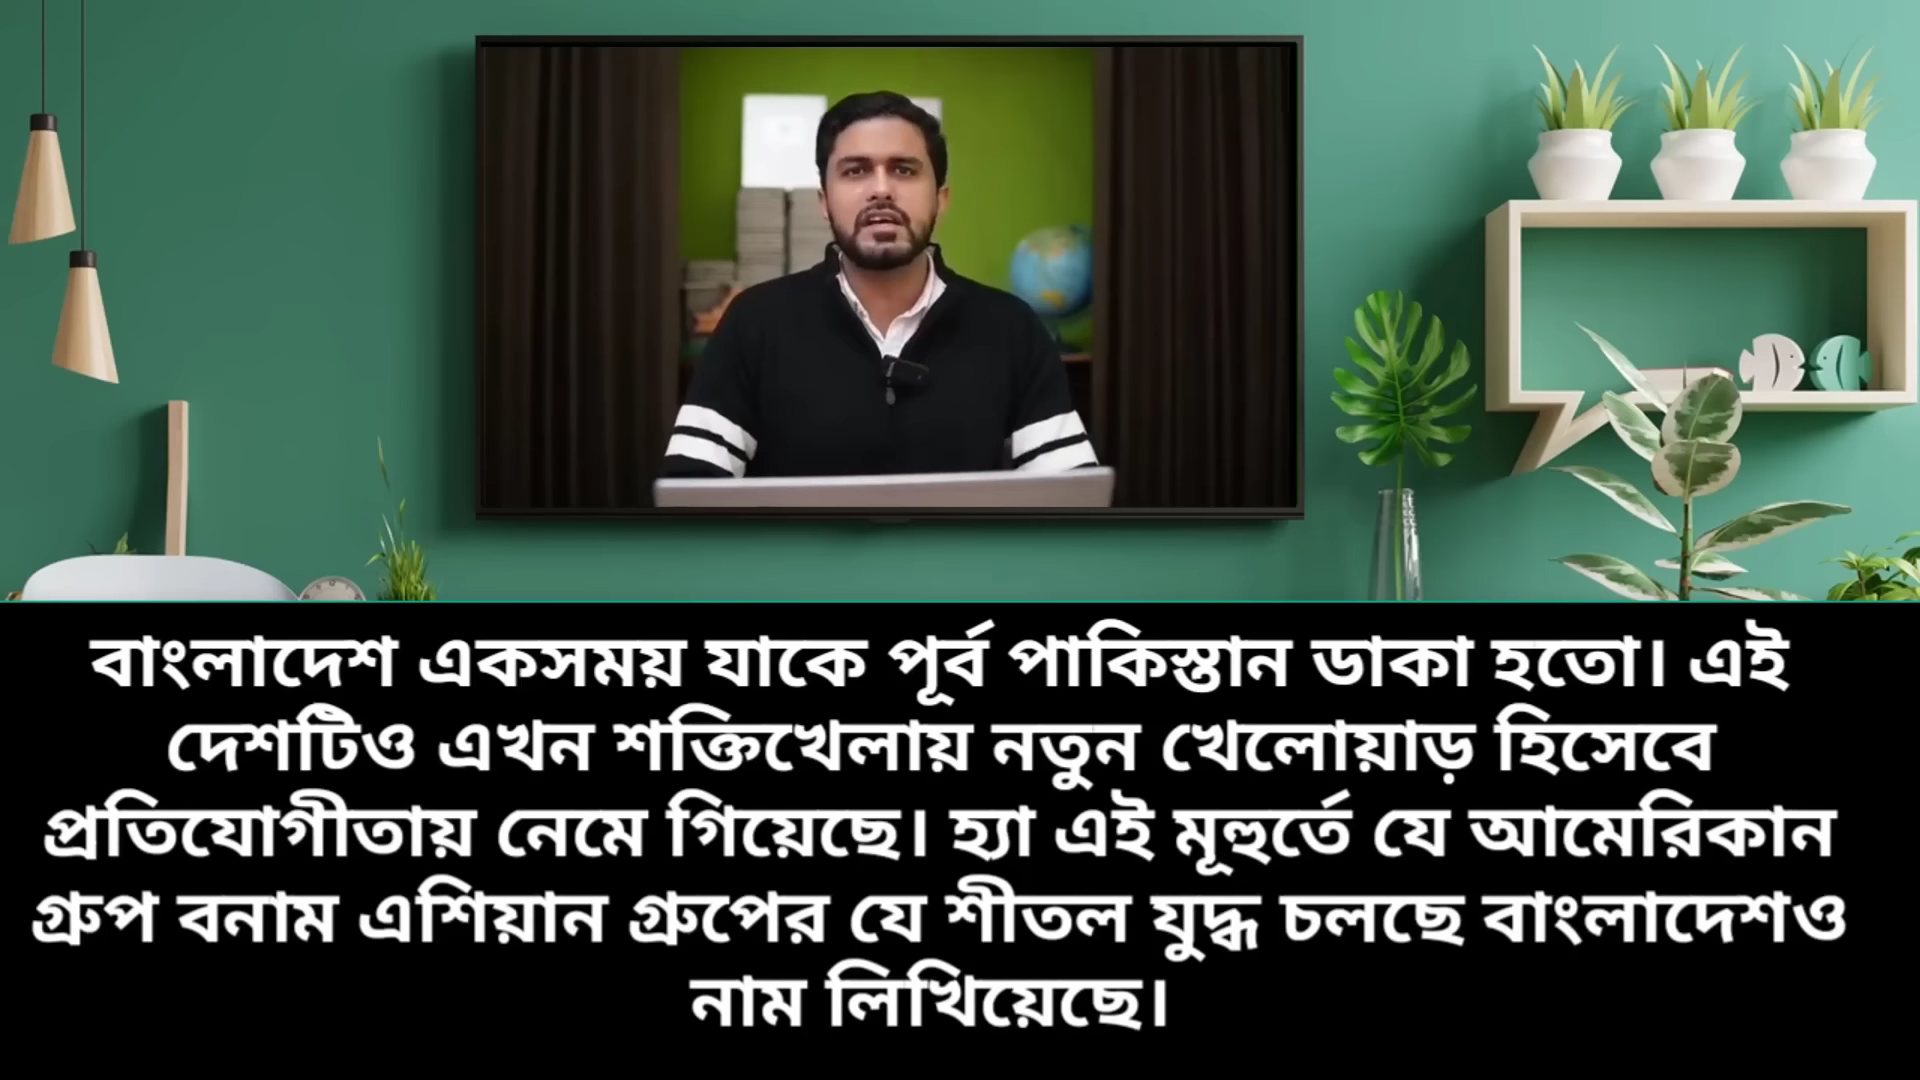 বাংলাদেশ একসময় যাকে পূর্ব পাকিস্তান ডাকা হতো। এই
দেশটিও এখন শক্তিখেলায় নতুন খেলোয়াড় হিসেবে
প্রতিযোগীতায় নেমে গিয়েছে। হ্যা এই মূহুর্তে যে আমেরিকান
গ্রুপ বনাম এশিয়ান গ্রুপের যে শীতল যুদ্ধ চলছে বাংলাদেশও
নাম লিখিয়েছে।